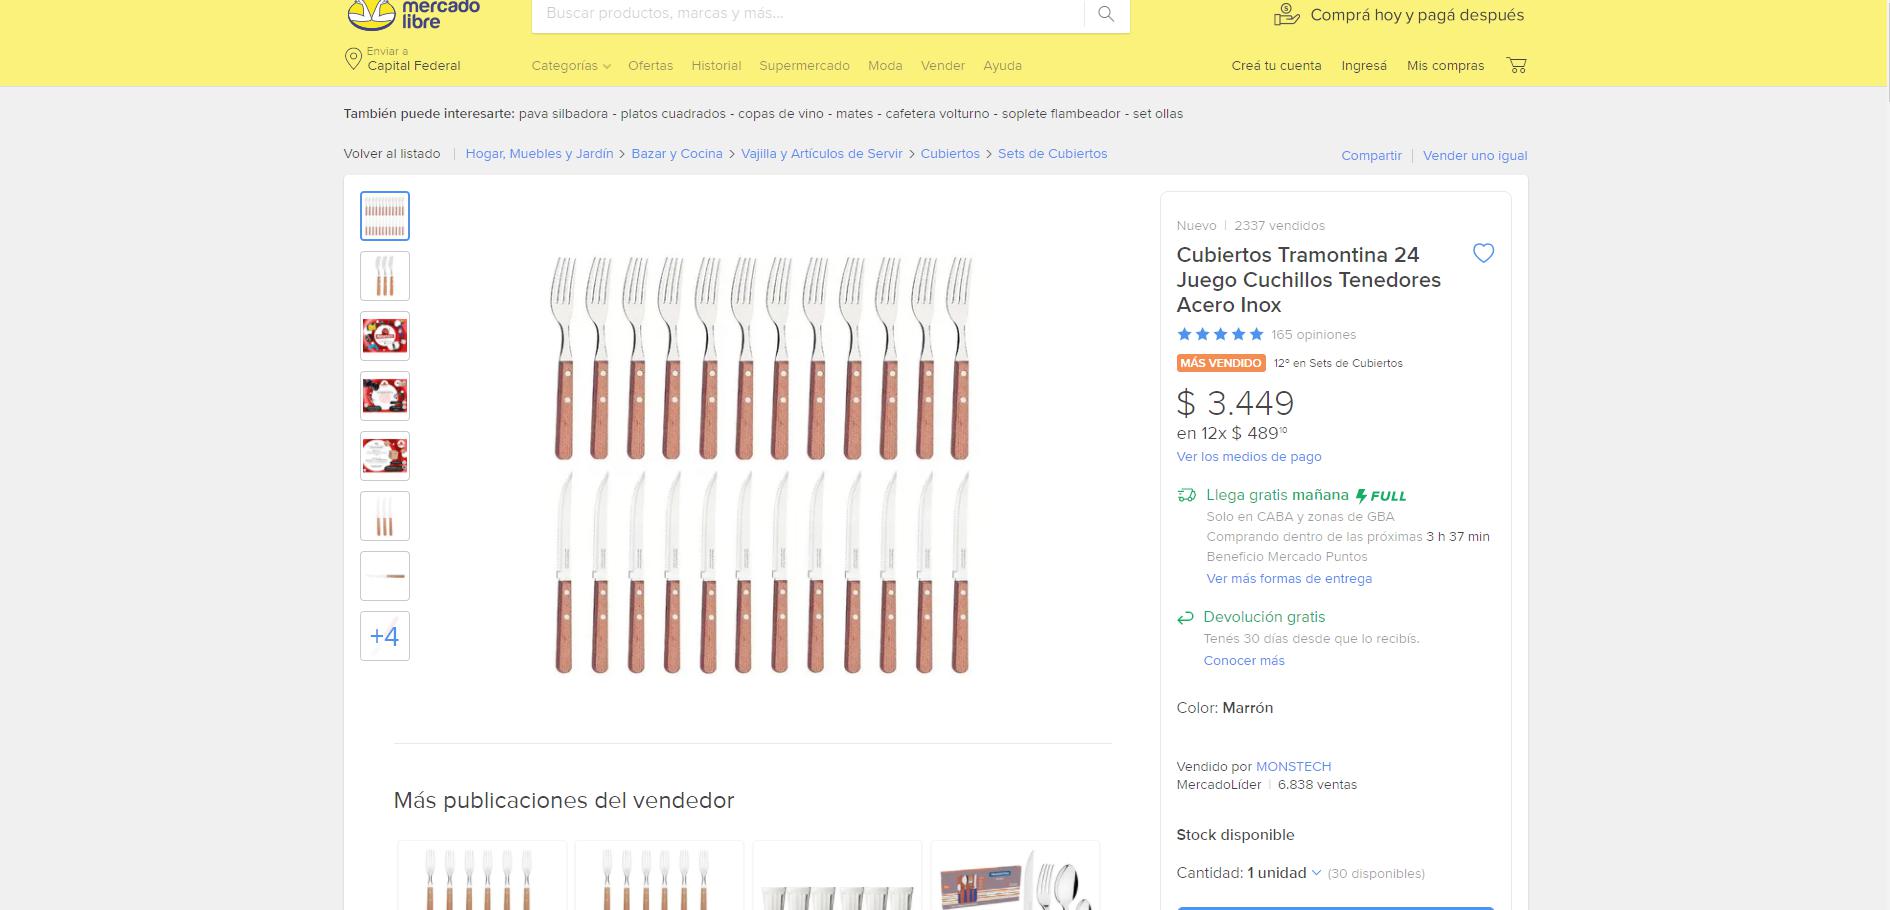 mercado
libre
Buscar productos, marcas y más...
Comprá hoy y pagá después
Enviar a
Capital Federal
Categorías Ofertas Historial Supermercado Moda Vender Ayuda
Creá tu cuenta Ingresá Mis compras
También puede interesarte: pava silbadora - platos cuadrados - copas de vino - mates - cafetera volturno - soplete flambeador - set ollas
Volver al listado | Hogar, Muebles y Jardín > Bazar y Cocina > Vajilla y Artículos de Servir > Cubiertos > Sets de Cubiertos
Compartir | Vender uno igual
+4
Nuevo | 2337 vendidos
Cubiertos Tramontina 24
Juego Cuchillos Tenedores
Acero Inox
165 opiniones
MÁS VENDIDO 12º en Sets de Cubiertos
$ 3.449
en 12x $ 489¹⁰
Ver los medios de pago
Llega gratis mañana FULL
Solo en CABA y zonas de GBA
Comprando dentro de las próximas 3 h 37 min
Beneficio Mercado Puntos
Ver más formas de entrega
Devolución gratis
Tenés 30 días desde que lo recibís.
Conocer más
Color: Marrón
Vendido por MONSTECH
MercadoLíder | 6.838 ventas
Stock disponible
Cantidad: 1 unidad (30 disponibles)
Más publicaciones del vendedor